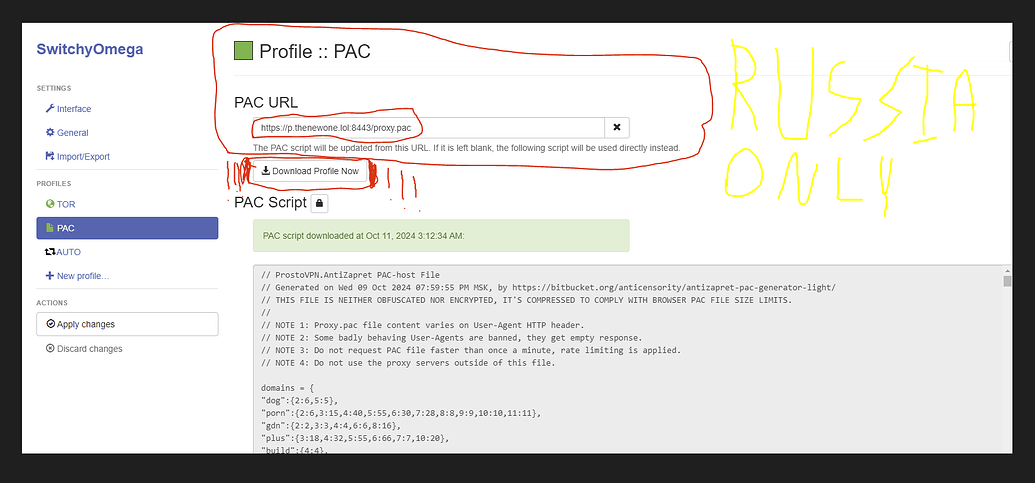 SwitchyOmega
SETTINGS
Interface
General
Import/Export
PROFILES
TOR
PAC
AUTO
New profile...
ACTIONS
Apply changes
Discard changes
Profile :: PAC
PAC URL
https://p.thenewone.lol:8443/proxy.pac
The PAC script will be updated from this URL. If it is left blank, the following script will be used directly instead.
!!! Download Profile Now !!!
PAC Script
PAC script downloaded at Oct 11, 2024 3:12:34 AM:
// ProstoVPN.AntiZapret PAC-host File
// Generated on Wed 09 Oct 2024 07:59:55 PM MSK, by https://bitbucket.org/anticensority/antizapret-pac-generator-light/
// THIS FILE IS NEITHER OBFUSCATED NOR ENCRYPTED, IT'S COMPRESSED TO COMPLY WITH BROWSER PAC FILE SIZE LIMITS.
//
// NOTE 1: Proxy.pac file content varies on User-Agent HTTP header.
// NOTE 2: Some badly behaving User-Agents are banned, they get empty response.
// NOTE 3: Do not request PAC file faster than once a minute, rate limiting is applied.
// NOTE 4: Do not use the proxy servers outside of this file.
domains = {
"dog":{2:6,5:5},
"porn":{2:6,3:15,4:40,5:55,6:30,7:28,8:8,9:9,10:10,11:11},
"gdn":{2:2,3:3,4:4,6:6,8:16},
"plus":{3:18,4:32,5:55,6:66,7:7,10:20},
"build":{4:4},
RUSSIA
ONLY